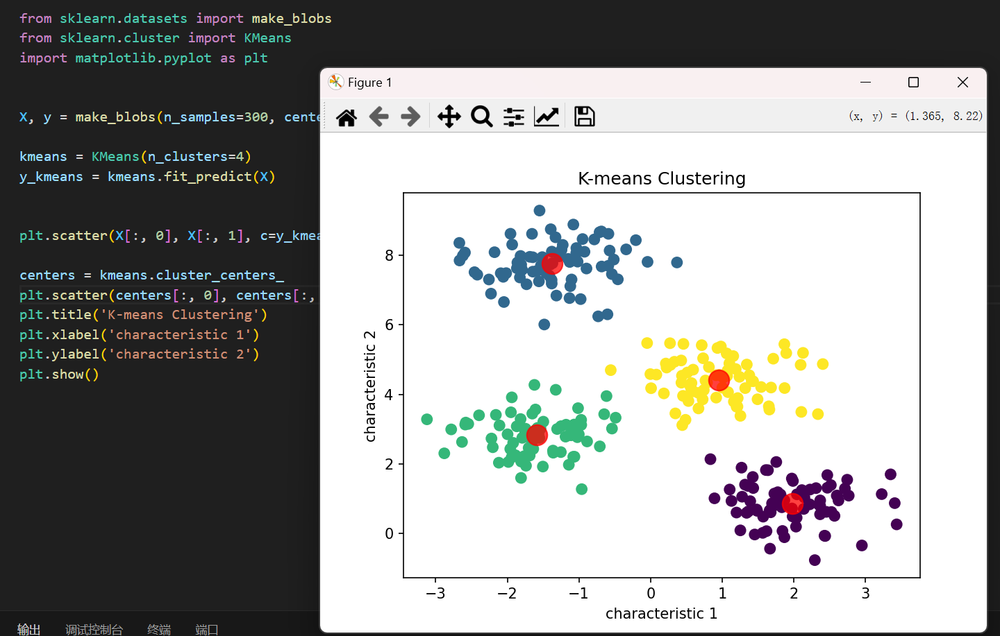 from sklearn.datasets import make_blobs
from sklearn.cluster import KMeans
import matplotlib.pyplot as plt
X, y = make_blobs(n_samples=300, cente
kmeans = KMeans(n_clusters=4)
y_kmeans = kmeans.fit_predict(X)
plt.scatter(X[:, 0], X[:, 1], c=y_kmea
centers = kmeans.cluster_centers_
plt.scatter(centers[:, 0], centers[:,
plt.title('K-means Clustering')
plt.xlabel('characteristic 1')
plt.ylabel('characteristic 2')
plt.show()
Figure 1
(x, y) = (1.365, 8.22)
K-means Clustering
characteristic 2
8
6
4
2
0
−3 −2 −1 0 1 2 3
characteristic 1
输出 调试控制台 终端 端口